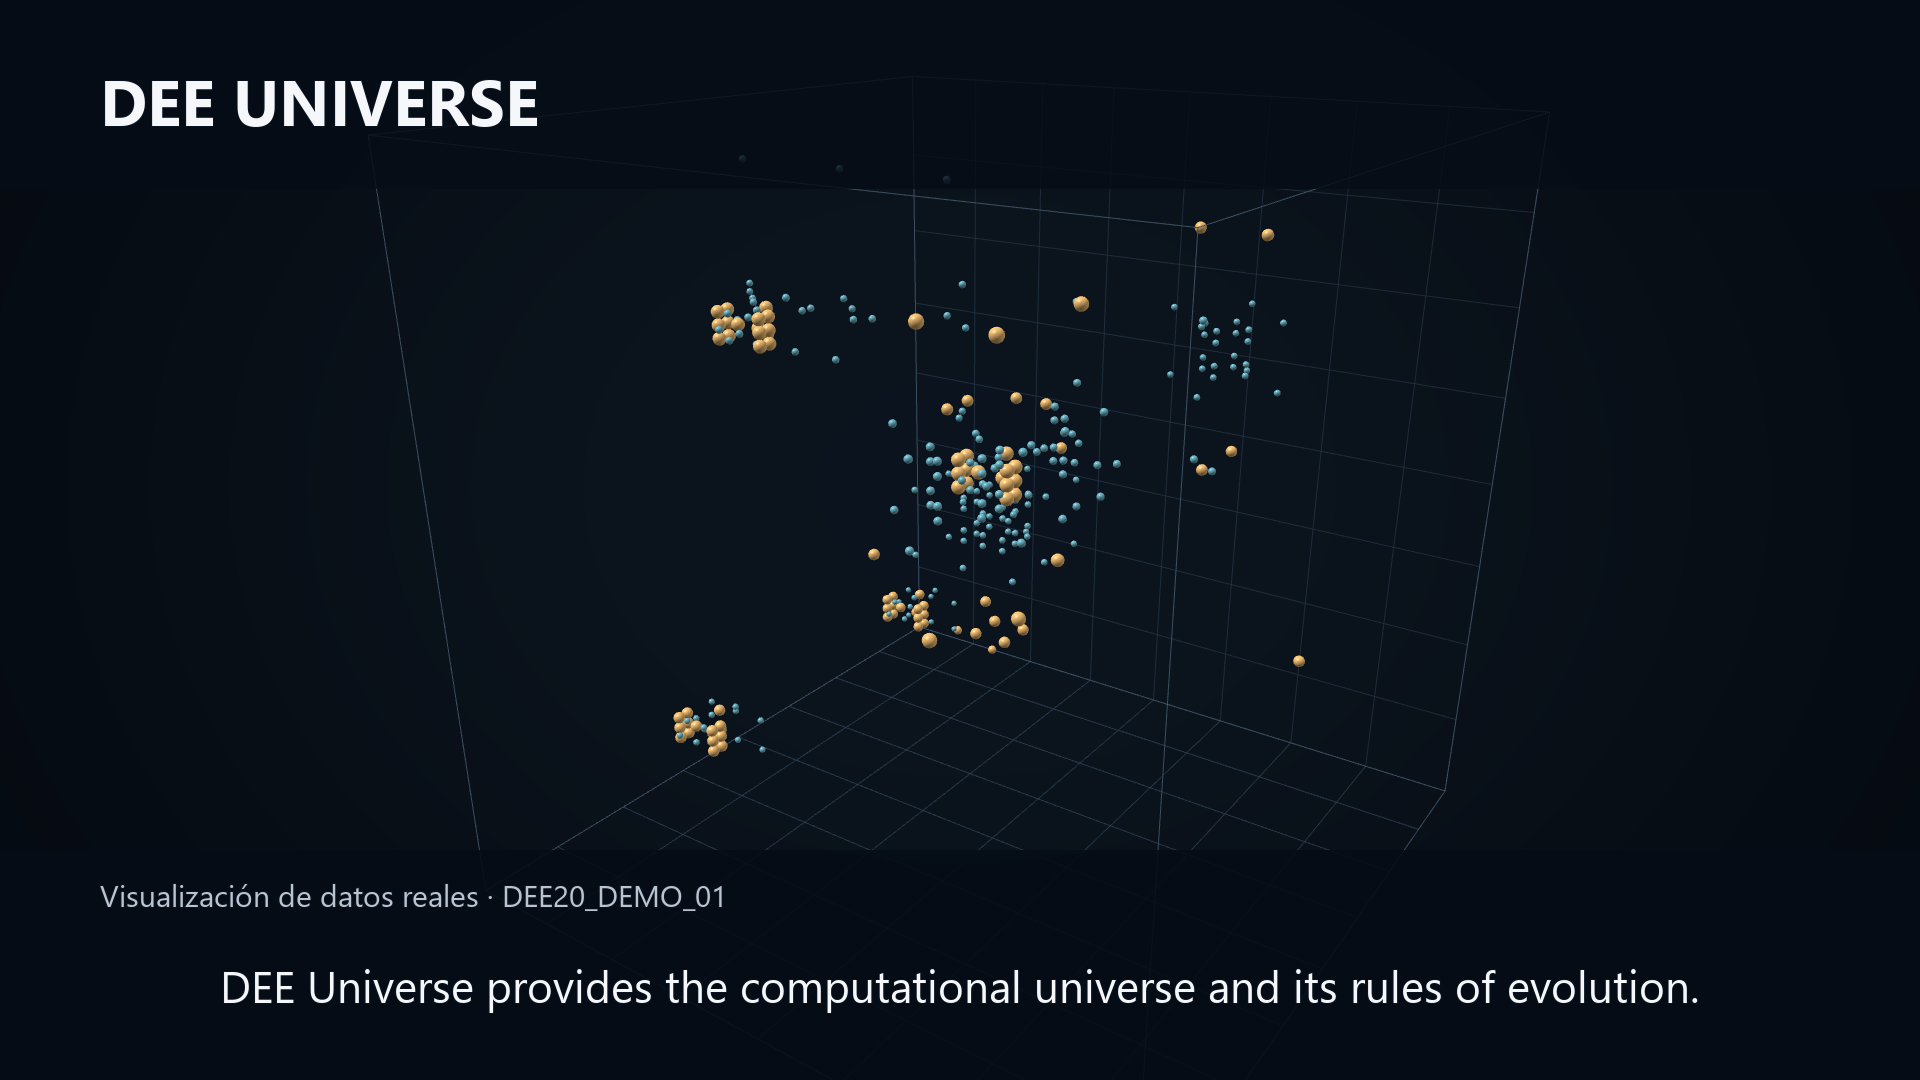 DEE UNIVERSE
Visualización de datos reales · DEE20_DEMO_01
DEE Universe provides the computational universe and its rules of evolution.